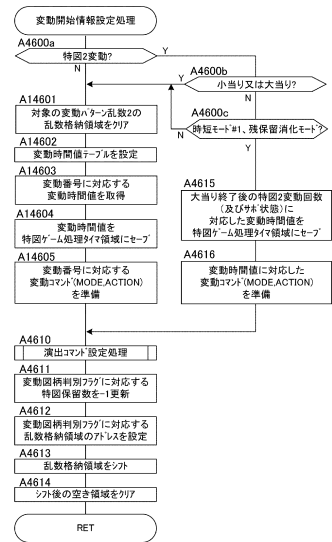 変動開始情報設定処理
A4600a
特図2変動?
Y
N
A4600b
小当り又は大当り?
Y
N
A4600c
時短モード#1、残保留消化モード?
N
Y
A14601
対象の変動パターン乱数2の
乱数格納領域をクリア
A14602
変動時間値テーブルを設定
A14603
変動番号に対応する
変動時間値を取得
A14604
変動時間値を
特図ゲーム処理タイマ領域にセーブ
A14605
変動番号に対応する
変動コマンド(MODE,ACTION)
を準備
A4615
大当り終了後の特図2変動回数
(及びサポ状態)に
対応した変動時間値を
特図ゲーム処理タイマ領域にセーブ
A4616
変動時間値に対応した
変動コマンド(MODE,ACTION)
を準備
A4610
演出コマンド設定処理
A4611
変動図柄判別フラグに対応する
特図保留数を-1更新
A4612
変動図柄判別フラグに対応する
乱数格納領域のアドレスを設定
A4613
乱数格納領域をシフト
A4614
シフト後の空き領域をクリア
RET